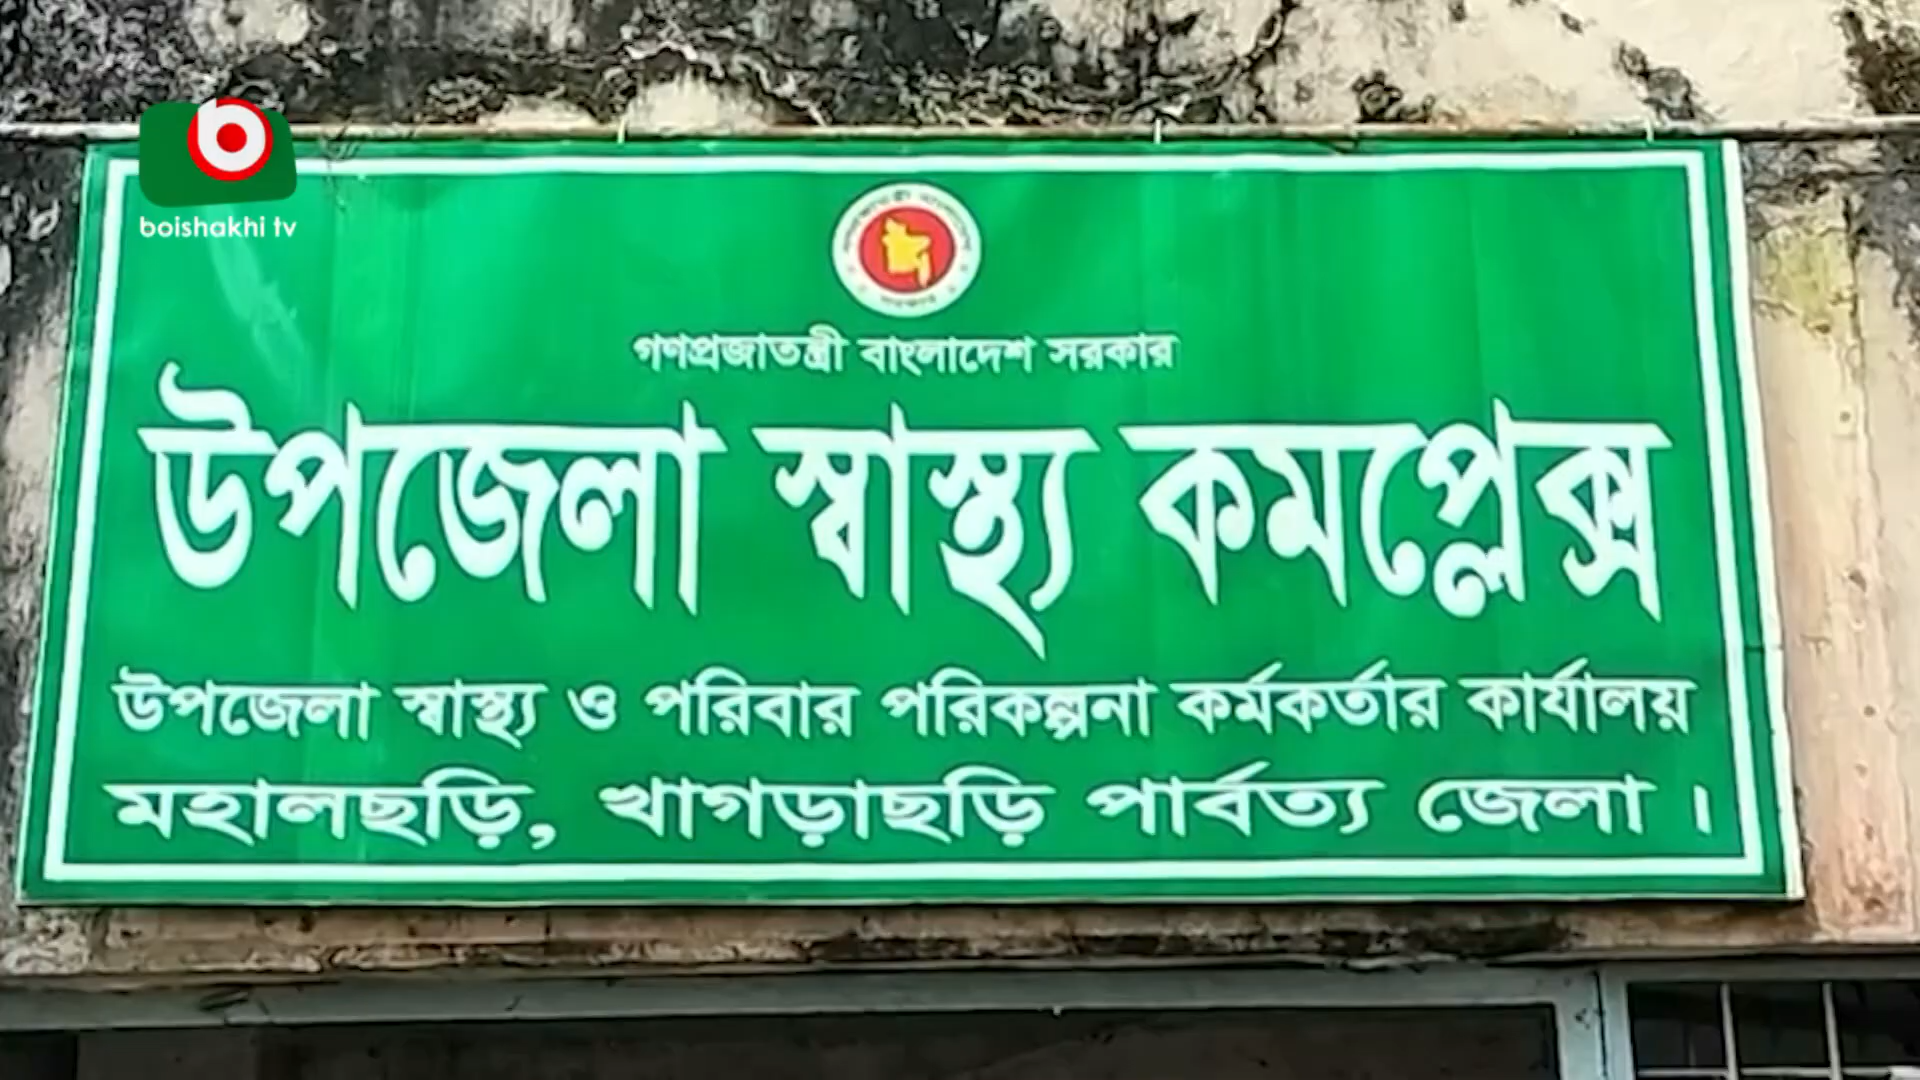 boishakhi tv
গণপ্রজাতন্ত্রী বাংলাদেশ সরকার
উপজেলা স্বাস্থ্য কমপ্লেক্স
উপজেলা স্বাস্থ্য ও পরিবার পরিকল্পনা কর্মকর্তার কার্যালয়
মহালছড়ি, খাগড়াছড়ি পার্বত্য জেলা।